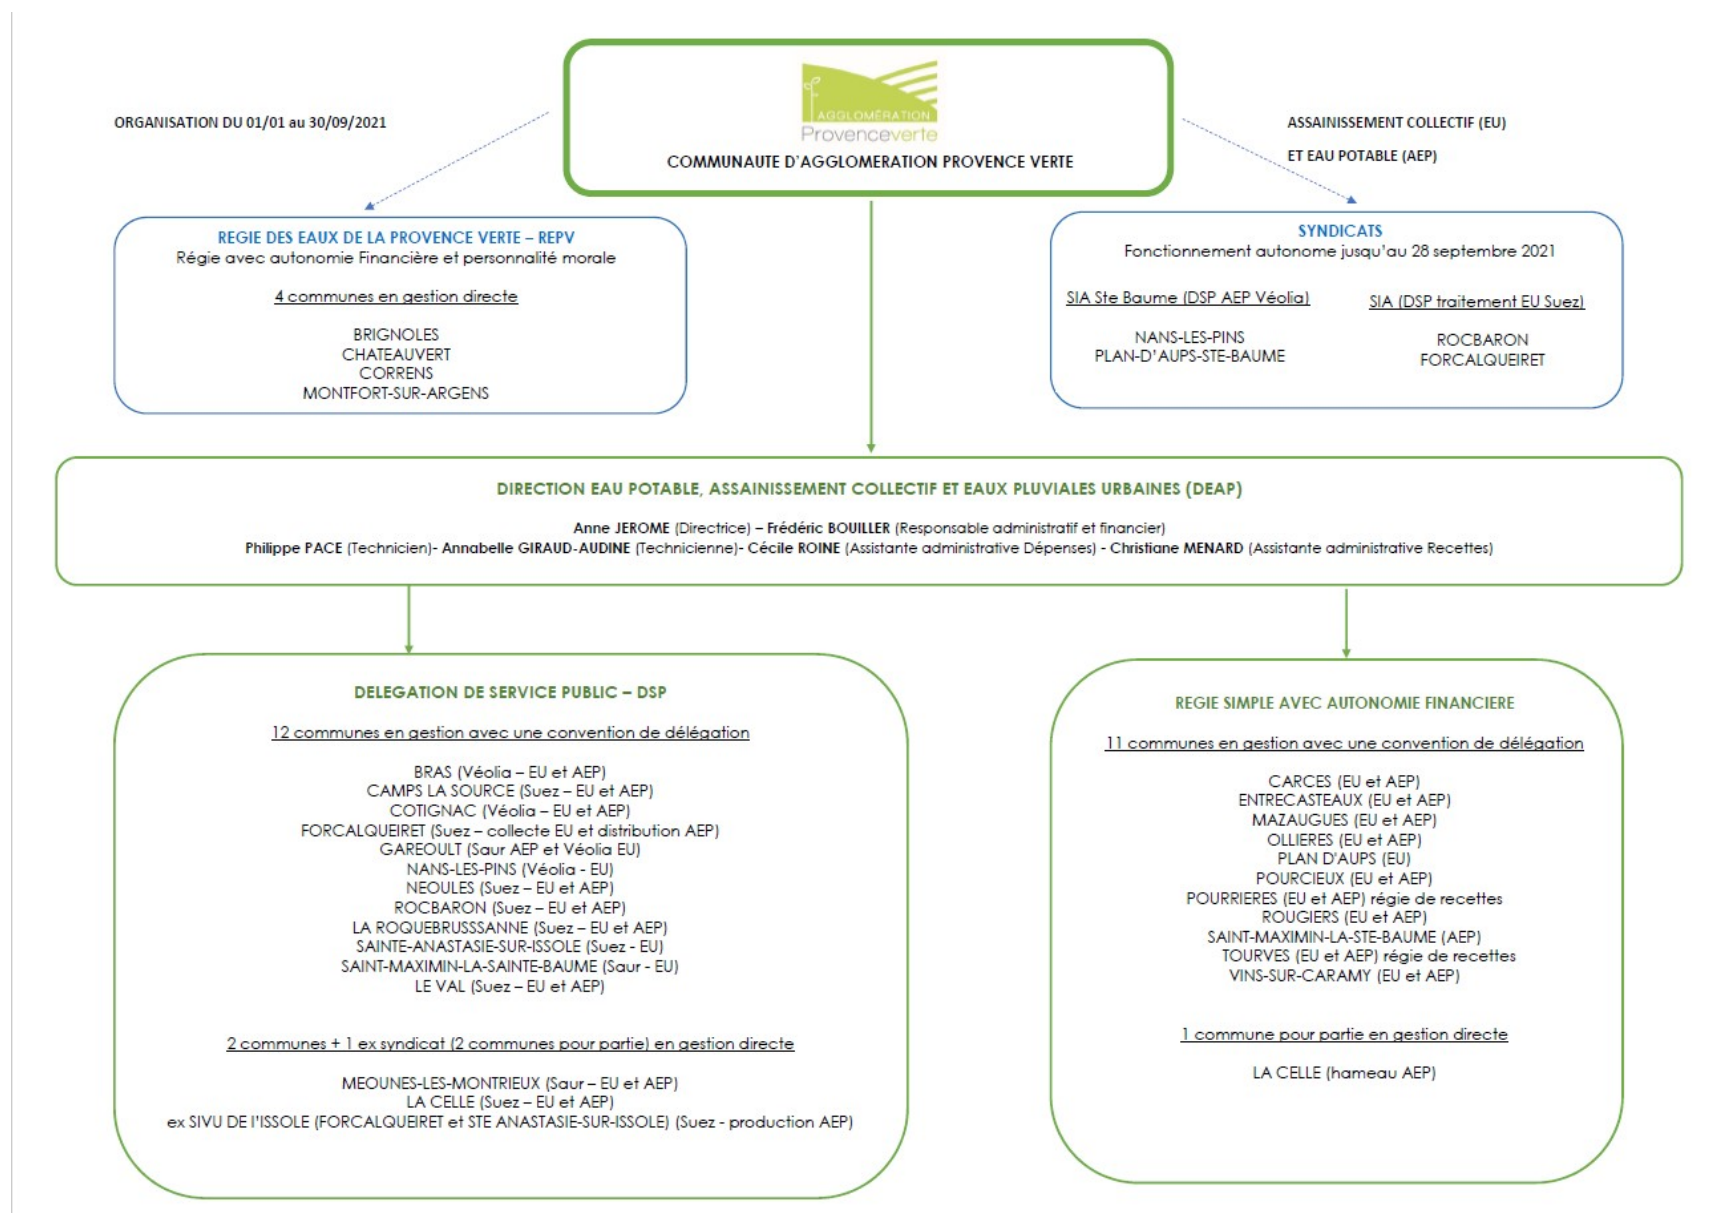 ORGANISATION DU 01/01 au 30/09/2021
AGGLOMÉRATION
Provenceverte
COMMUNAUTE D'AGGLOMERATION PROVENCE VERTE
ASSAINISSEMENT COLLECTIF (EU)
ET EAU POTABLE (AEP)
REGIE DES EAUX DE LA PROVENCE VERTE – REPV
Régie avec autonomie Financière et personnalité morale
4 communes en gestion directe
BRIGNOLES
CHATEAUVERT
CORRENS
MONTFORT-SUR-ARGENS
SYNDICATS
Fonctionnement autonome jusqu'au 28 septembre 2021
SIA Ste Baume (DSP AEP Véolia)
NANS-LES-PINS
PLAN-D'AUPS-STE-BAUME
SIA (DSP traitement EU Suez)
ROCBARON
FORCALQUEIRET
DIRECTION EAU POTABLE, ASSAINISSEMENT COLLECTIF ET EAUX PLUVIALES URBAINES (DEAP)
Anne JEROME (Directrice) – Frédéric BOUILLER (Responsable administratif et financier)
Philippe PACE (Technicien)- Annabelle GIRAUD-AUDINE (Technicienne)- Cécile ROINE (Assistante administrative Dépenses) - Christiane MENARD (Assistante administrative Recettes)
DELEGATION DE SERVICE PUBLIC – DSP
12 communes en gestion avec une convention de délégation
BRAS (Véolia – EU et AEP)
CAMPS LA SOURCE (Suez – EU et AEP)
COTIGNAC (Véolia – EU et AEP)
FORCALQUEIRET (Suez – collecte EU et distribution AEP)
GAREOULT (Saur AEP et Véolia EU)
NANS-LES-PINS (Véolia - EU)
NEOULES (Suez – EU et AEP)
ROCBARON (Suez – EU et AEP)
LA ROQUEBRUSSSANNE (Suez – EU et AEP)
SAINTE-ANASTASIE-SUR-ISSOLE (Suez - EU)
SAINT-MAXIMIN-LA-SAINTE-BAUME (Saur - EU)
LE VAL (Suez – EU et AEP)
2 communes + 1 ex syndicat (2 communes pour partie) en gestion directe
MEOUNES-LES-MONTRIEUX (Saur – EU et AEP)
LA CELLE (Suez – EU et AEP)
ex SIVU DE l'ISSOLE (FORCALQUEIRET et STE ANASTASIE-SUR-ISSOLE) (Suez - production AEP)
REGIE SIMPLE AVEC AUTONOMIE FINANCIERE
11 communes en gestion avec une convention de délégation
CARCES (EU et AEP)
ENTRECASTEAUX (EU et AEP)
MAZAUGUES (EU et AEP)
OLLIERES (EU et AEP)
PLAN D'AUPS (EU)
POURCIEUX (EU et AEP)
POURRIERES (EU et AEP) régie de recettes
ROUGIERS (EU et AEP)
SAINT-MAXIMIN-LA-STE-BAUME (AEP)
TOURVES (EU et AEP) régie de recettes
VINS-SUR-CARAMY (EU et AEP)
1 commune pour partie en gestion directe
LA CELLE (hameau AEP)